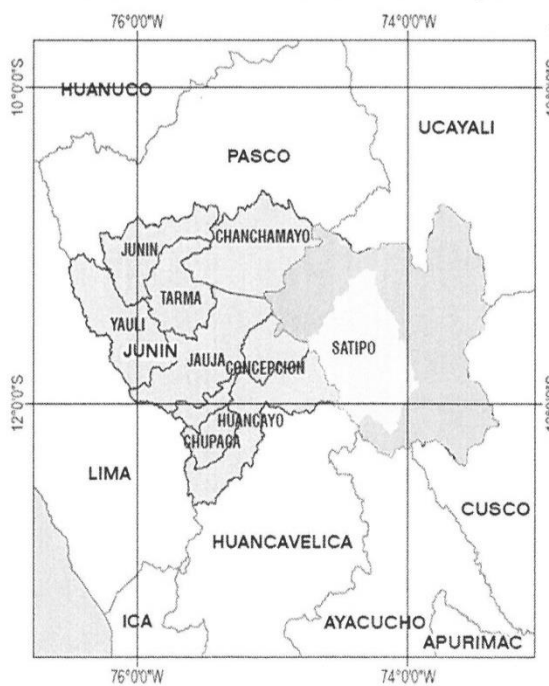 76°0'0"W 74°0'0"W
10°0'0"S
HUANUCO
UCAYALI
PASCO
CHANCHAMAYO
JUNIN
TARMA
YAULI
JUNIN
SATIPO
JAUJA
CONCEPCION
12°0'0"S
HUANCAYO
CHUPACA
LIMA
CUSCO
HUANCAVELICA
ICA
AYACUCHO
APURIMAC
76°0'0"W 74°0'0"W